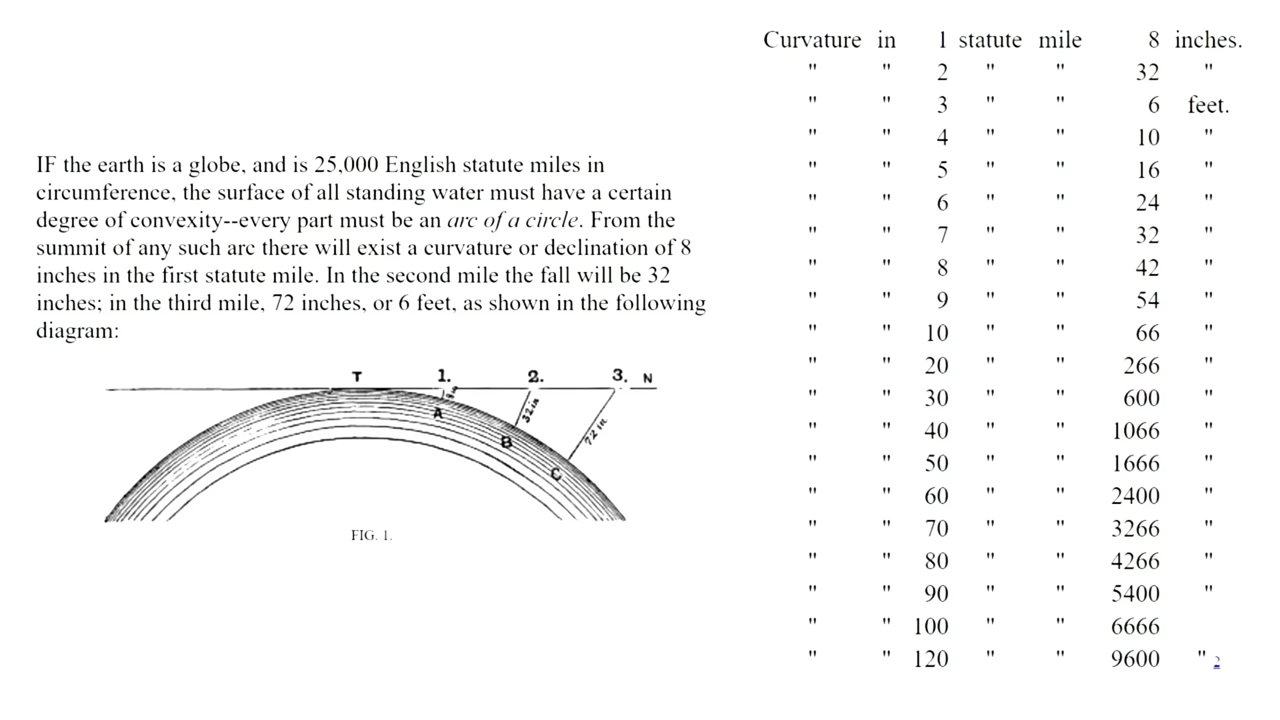 IF the earth is a globe, and is 25,000 English statute miles in
circumference, the surface of all standing water must have a certain
degree of convexity--every part must be an arc of a circle. From the
summit of any such arc there will exist a curvature or declination of 8
inches in the first statute mile. In the second mile the fall will be 32
inches; in the third mile, 72 inches, or 6 feet, as shown in the following
diagram:
T 1. 2. 3. N
8 in 32 in 72 in
A B C
FIG. 1.
Curvature in 1 statute mile 8 inches.
" " 2 " " 32 "
" " 3 " " 6 feet.
" " 4 " " 10 "
" " 5 " " 16 "
" " 6 " " 24 "
" " 7 " " 32 "
" " 8 " " 42 "
" " 9 " " 54 "
" " 10 " " 66 "
" " 20 " " 266 "
" " 30 " " 600 "
" " 40 " " 1066 "
" " 50 " " 1666 "
" " 60 " " 2400 "
" " 70 " " 3266 "
" " 80 " " 4266 "
" " 90 " " 5400 "
" " 100 " " 6666
" " 120 " " 9600 " 2